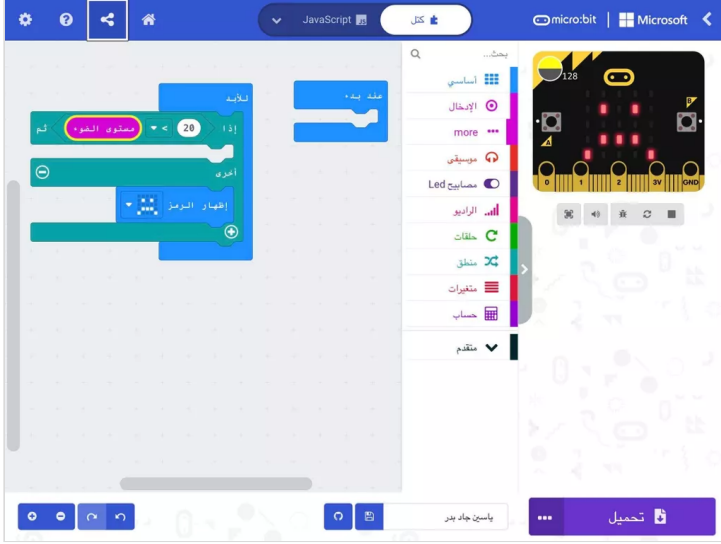 micro:bit | Microsoft
كتل
JavaScript
بحث...
أساسي
الإدخال
more
موسيقى
مصابيح Led
الراديو
حلقات
منطق
متغيرات
حساب
متقدم
عند بدء
للأبد
إذا 20 > مستوى الضوء ثم
أخرى
إظهار الرمز
128
A
B
0 1 2 3V GND
ياسين جاد بدر
تحميل